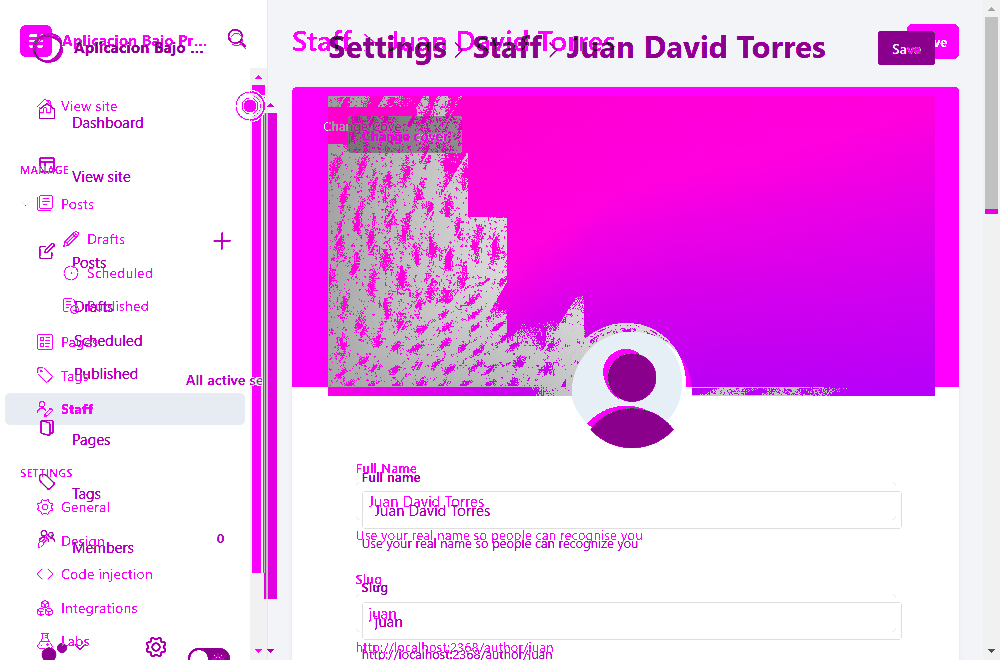 Aplicacion Bajo Pr...
Aplicacion Bajo ...
View site
Dashboard
MANAGE
View site
Posts
Drafts
Posts
Scheduled
Published
Drafts
Pages
Scheduled
Tags
Published
All active se
Staff
Pages
SETTINGS
Tags
General
Design
0
Members
Code injection
Integrations
Labs
Staff › Juan David Torres
Settings › Staff › Juan David Torres
Save
Save
Change cover
Change cover
Full Name
Full name
Juan David Torres
Juan David Torres
Use your real name so people can recognise you
Use your real name so people can recognize you
Slug
Slug
juan
juan
http://localhost:2368/author/juan
http://localhost:2368/author/juan